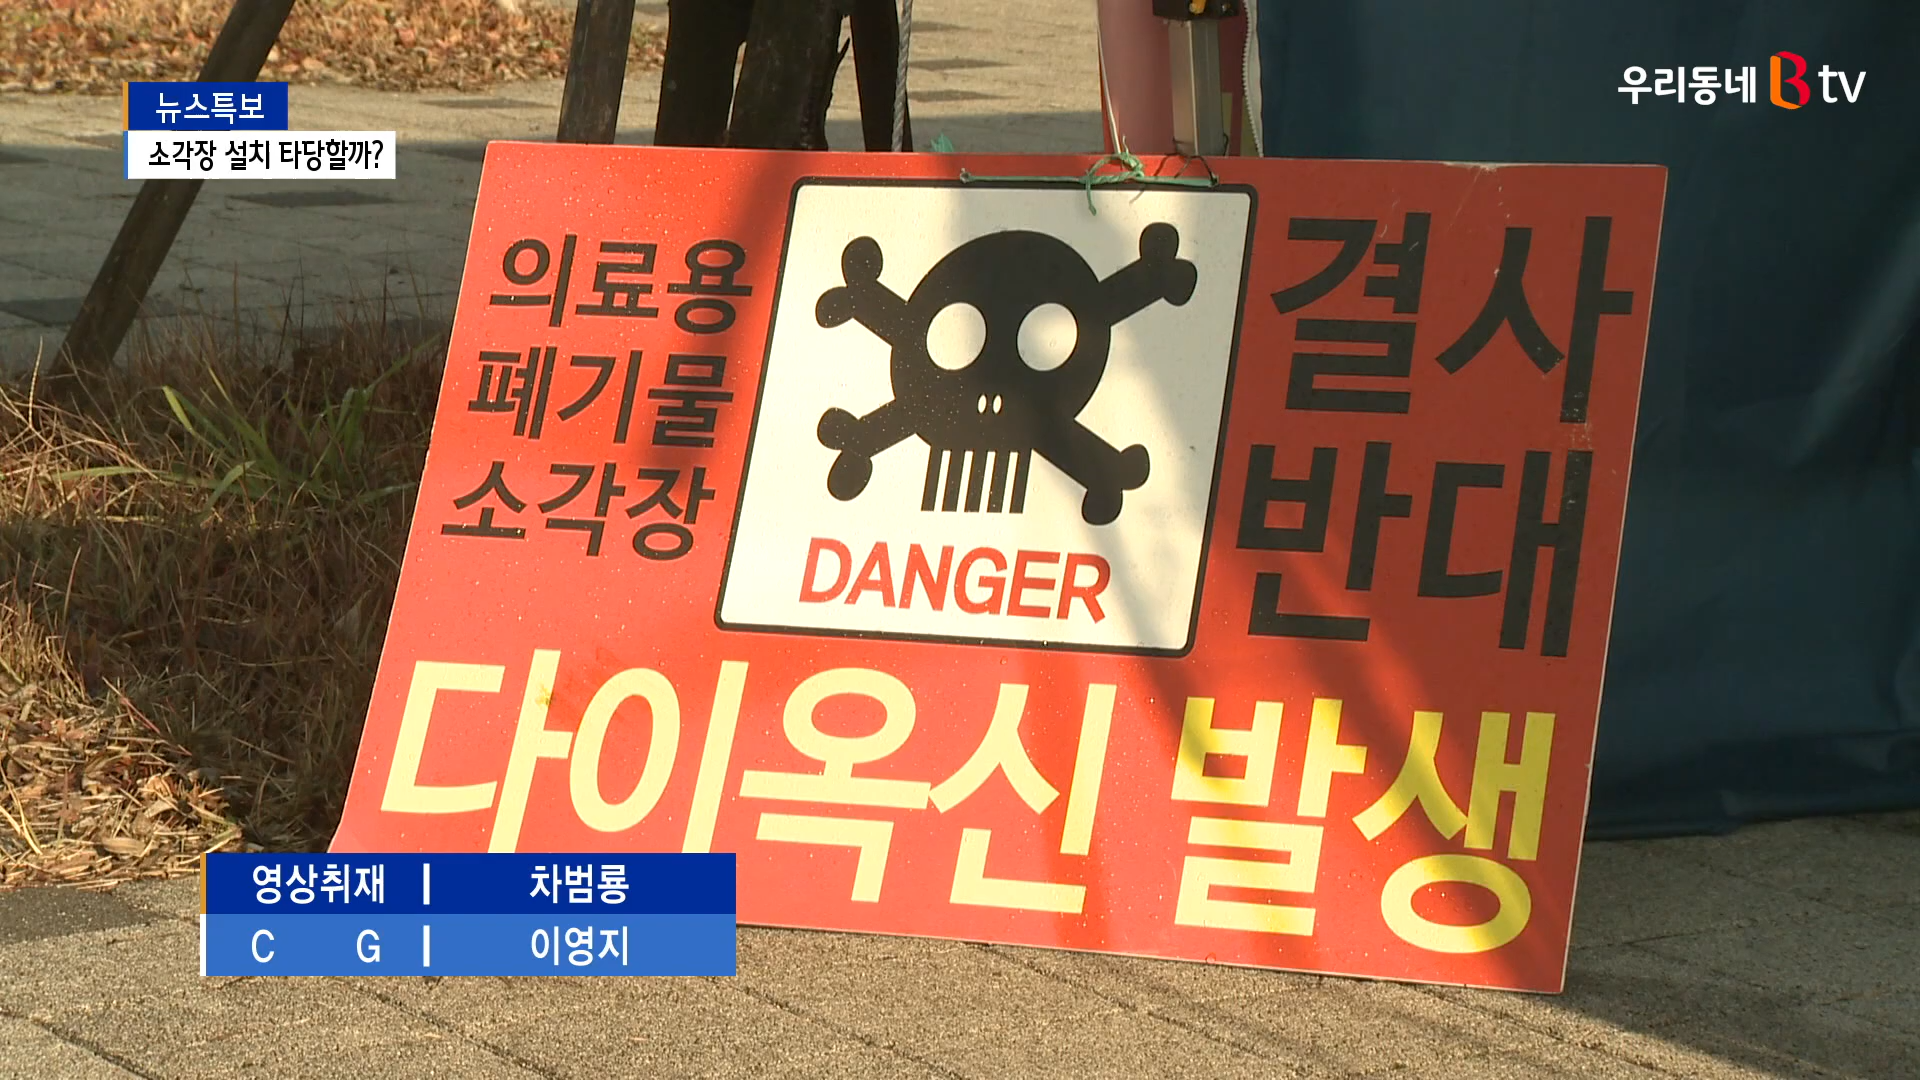 뉴스특보
소각장 설치 타당할까?
우리동네 B tv
의료용
폐기물
소각장
DANGER
결사
반대
다이옥신 발생
영상취재 | 차범룡
C G | 이영지